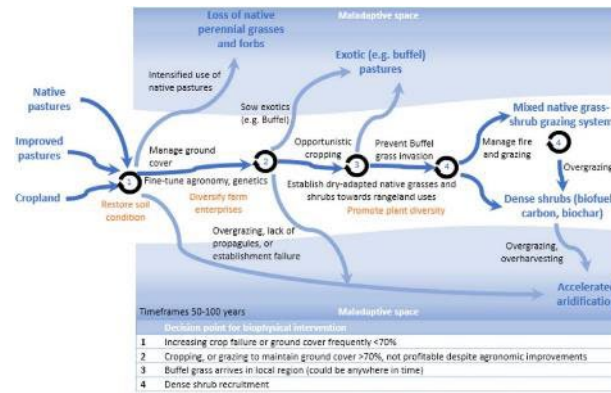 Loss of native
perennial grasses
and forbs
Maladaptive space
Exotic (e.g. buffel)
pastures
Intensified use of
native pastures
Native
pastures
Sow exotics
(e.g. Buffel)
Mixed native grass-
shrub grazing system
Improved
pastures
Manage ground
cover
Opportunistic
cropping
Prevent Buffel
grass invasion
Manage fire
and grazing
4
Overgrazing
1
2
3
4
Cropland
Fine-tune agronomy, genetics
Establish dry-adapted native grasses and
shrubs towards rangeland uses
Restore soil
condition
Diversify farm
enterprises
Promote plant diversity
Dense shrubs (biofuel,
carbon, biochar)
Overgrazing, lack of
propagules, or
establishment failure
Overgrazing,
overharvesting
Accelerated
aridification
Timeframes 50-100 years
Maladaptive space
Decision point for biophysical intervention
1 Increasing crop failure or ground cover frequently <70%
2 Cropping, or grazing to maintain ground cover >70%, not profitable despite agronomic improvements
3 Buffel grass arrives in local region (could be anywhere in time)
4 Dense shrub recruitment